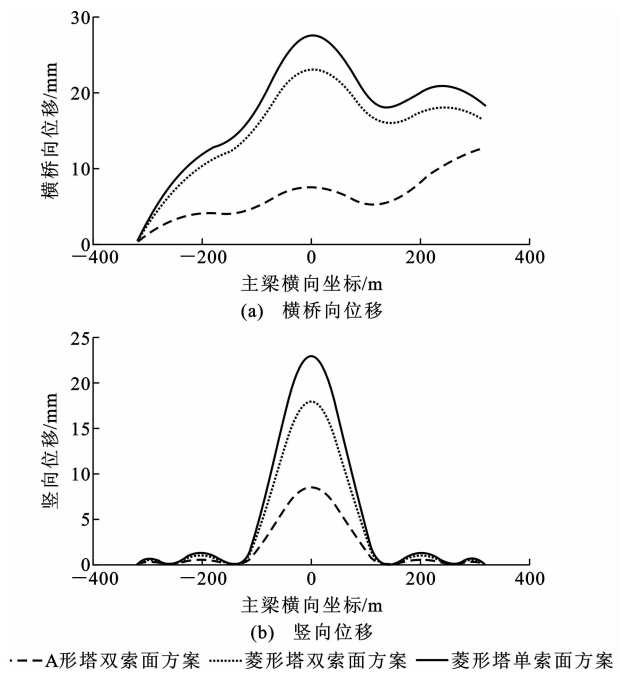 30
20
10
0
横桥向位移/mm
−400 −200 0 200 400
主梁横向坐标/m
(a) 横桥向位移
25
20
15
10
5
0
竖向位移/mm
−400 −200 0 200 400
主梁横向坐标/m
(b) 竖向位移
A形塔双索面方案 菱形塔双索面方案 菱形塔单索面方案